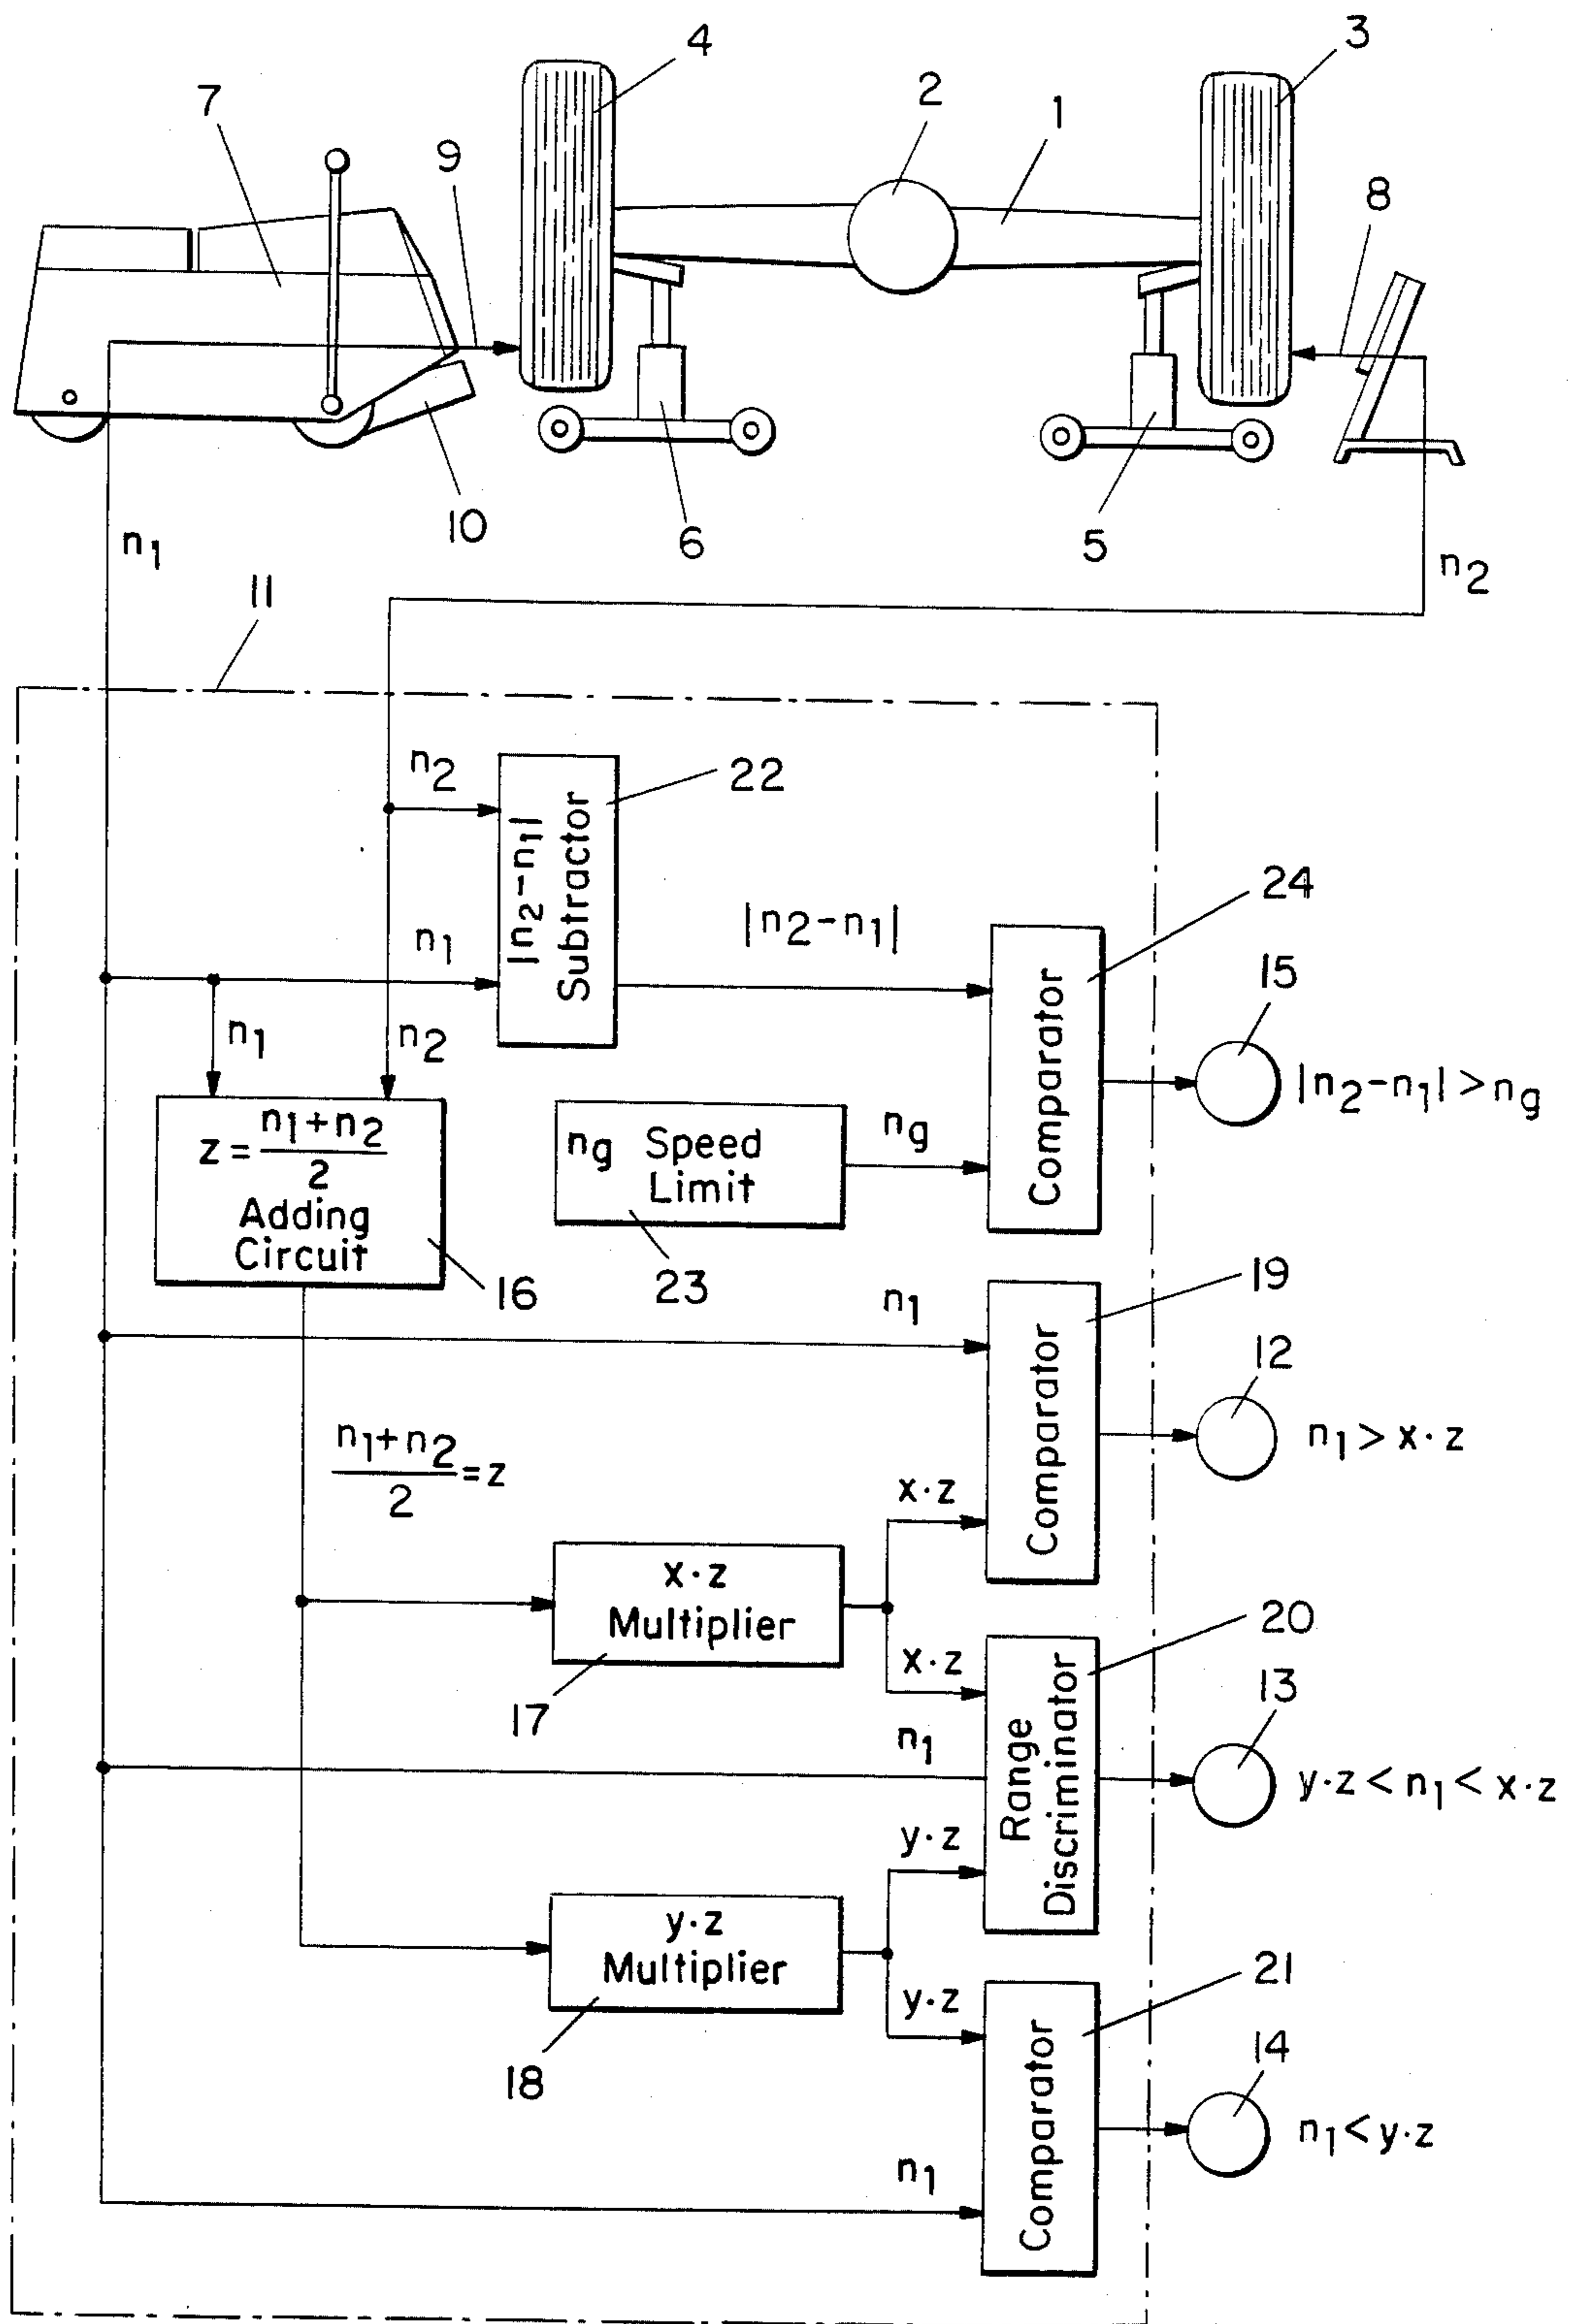 4
3
2
1
7
9
8
10
6
5
n1
n2
11
n2
22
|n2-n1|
Subtractor
n1
|n2-n1|
24
Comparator
15
|n2-n1| > ng
n1
n2
z = n1+n2
2
Adding
Circuit
16
ng Speed
Limit
23
ng
n1
19
Comparator
12
n1 > x·z
n1+n2 = z
2
x·z
x·z
Multiplier
17
x·z
20
Range
Discriminator
13
y·z < n1 < x·z
n1
y·z
y·z
Multiplier
18
y·z
21
Comparator
14
n1 < y·z
n1